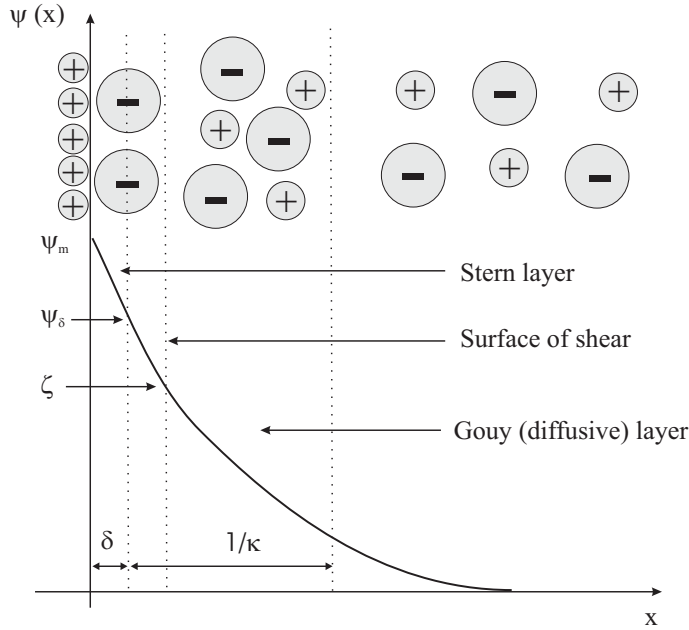 ψ (x)
ψm
Stern layer
ψδ
Surface of shear
ζ
Gouy (diffusive) layer
δ
1/κ
x